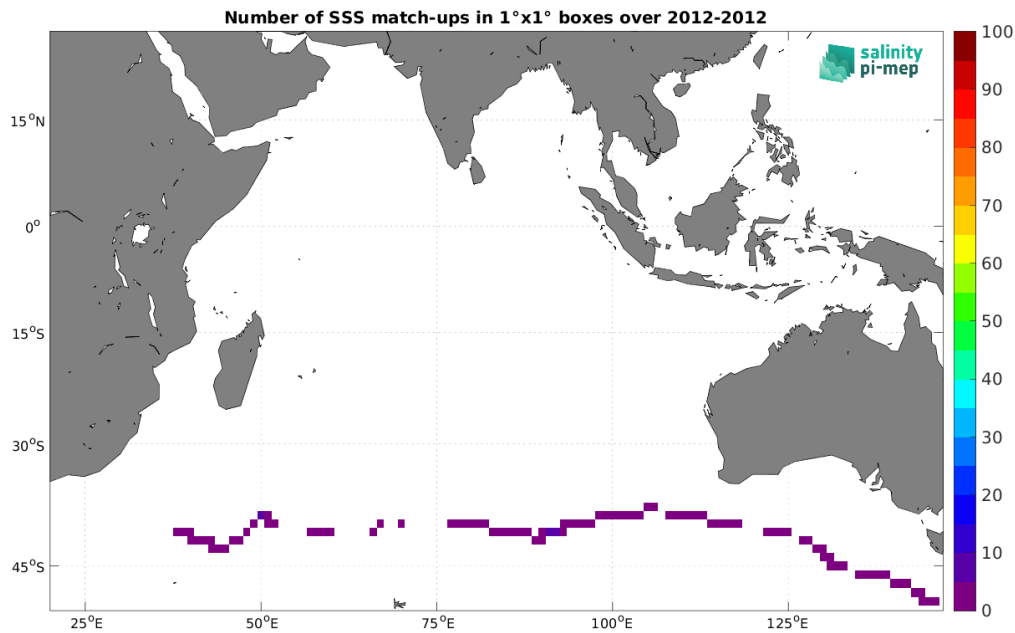 Number of SSS match-ups in 1°x1° boxes over 2012-2012
salinity
pi-mep
15°N
0°
15°S
30°S
45°S
25°E
50°E
75°E
100°E
125°E
100
90
80
70
60
50
40
30
20
10
0